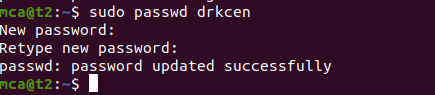 mca@t2:~$ sudo passwd drkcen
New password:
Retype new password:
passwd: password updated successfully
mca@t2:~$